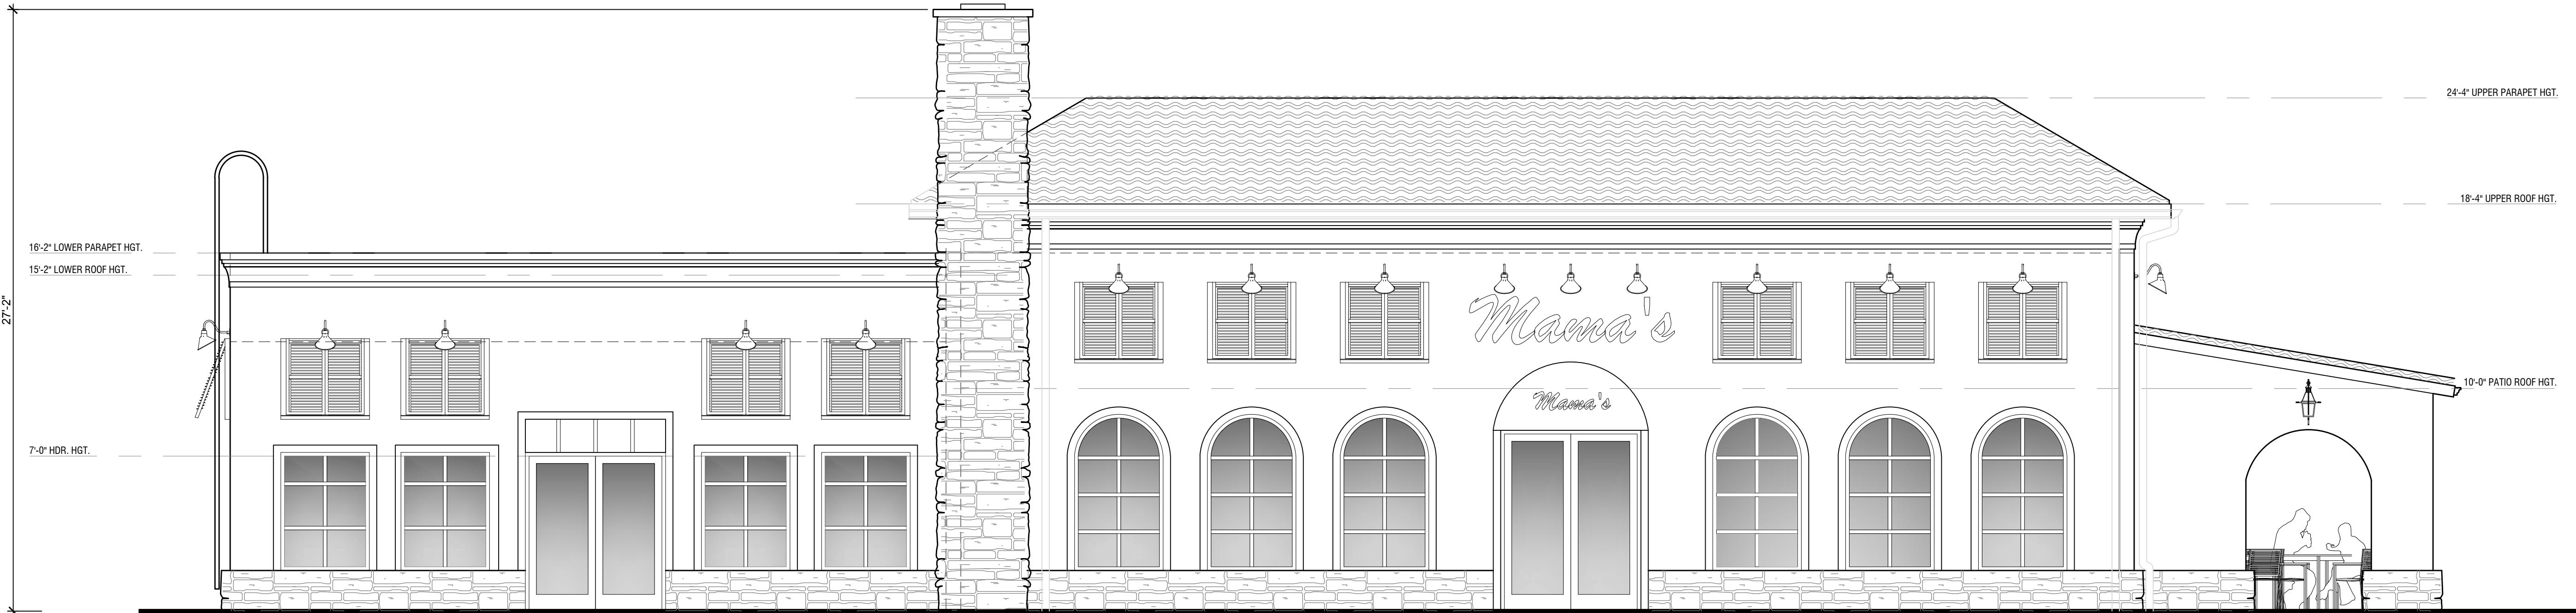 24'-4" UPPER PARAPET HGT.
18'-4" UPPER ROOF HGT.
16'-2" LOWER PARAPET HGT.
15'-2" LOWER ROOF HGT.
27'-2"
Mama's
10'-0" PATIO ROOF HGT.
Mama's
7'-0" HDR. HGT.